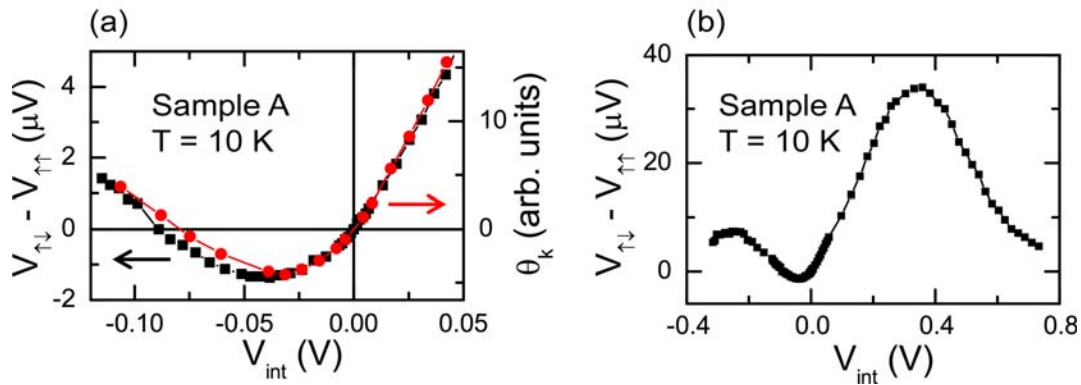 (a)
V↑↓ - V↑↑ (μV)
4
2
0
-2
Sample A
T = 10 K
10
0
θk (arb. units)
-0.10 -0.05 0.00 0.05
Vint (V)
(b)
V↑↓ - V↑↑ (μV)
40
20
0
Sample A
T = 10 K
-0.4 0.0 0.4 0.8
Vint (V)